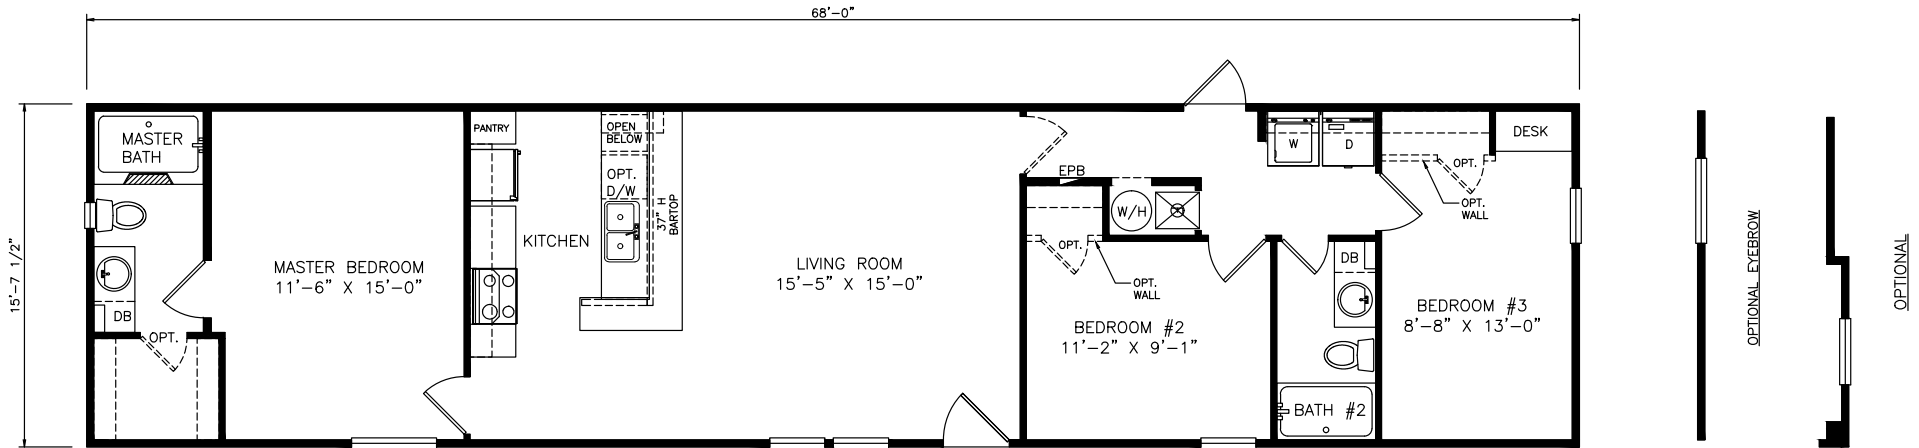 68'-0"
15'-7 1/2"
MASTER
BATH
DB
OPT.
MASTER BEDROOM
11'-6" X 15'-0"
PANTRY
KITCHEN
OPEN
BELOW
OPT.
D/W
37" H
BARTOP
LIVING ROOM
15'-5" X 15'-0"
EPB
W/H
OPT.
OPT.
WALL
BEDROOM #2
11'-2" X 9'-1"
W
D
DB
BATH #2
OPT.
OPT.
WALL
DESK
BEDROOM #3
8'-8" X 13'-0"
OPTIONAL EYEBROW
OPTIONAL